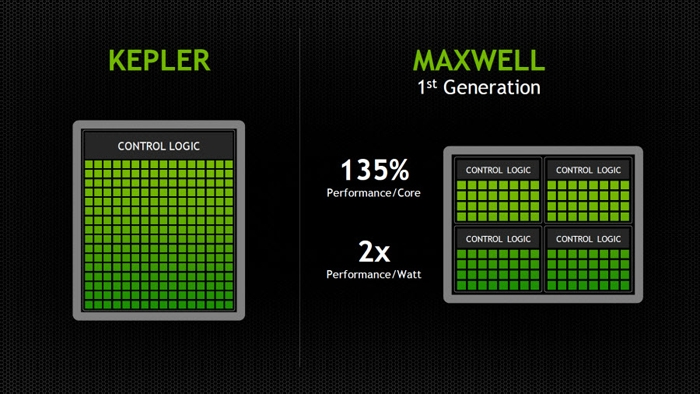 KEPLER
CONTROL LOGIC
MAXWELL
1st Generation
135%
Performance/Core
2x
Performance/Watt
CONTROL LOGIC
CONTROL LOGIC
CONTROL LOGIC
CONTROL LOGIC